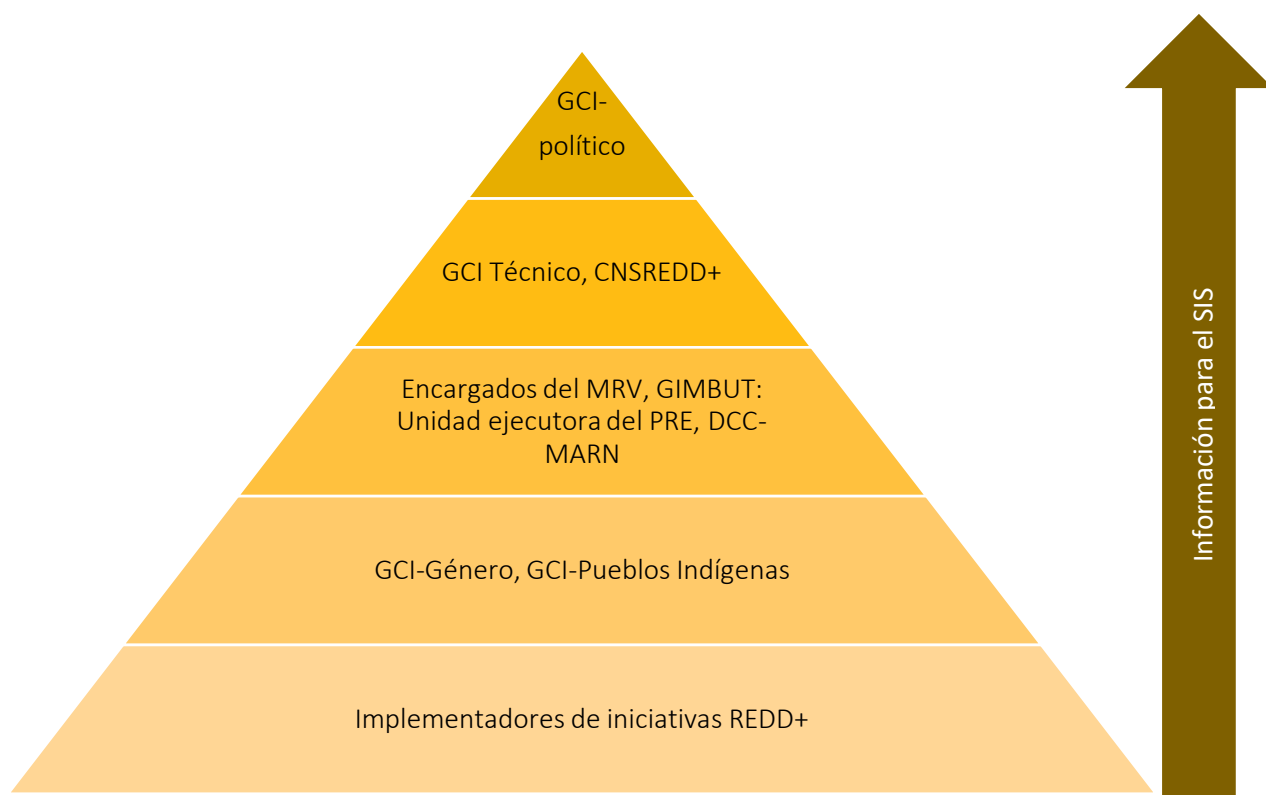 GCI-
político
GCI Técnico, CNSREDD+
Encargados del MRV, GIMBUT:
Unidad ejecutora del PRE, DCC-
MARN
GCI-Género, GCI-Pueblos Indígenas
Implementadores de iniciativas REDD+
Información para el SIS